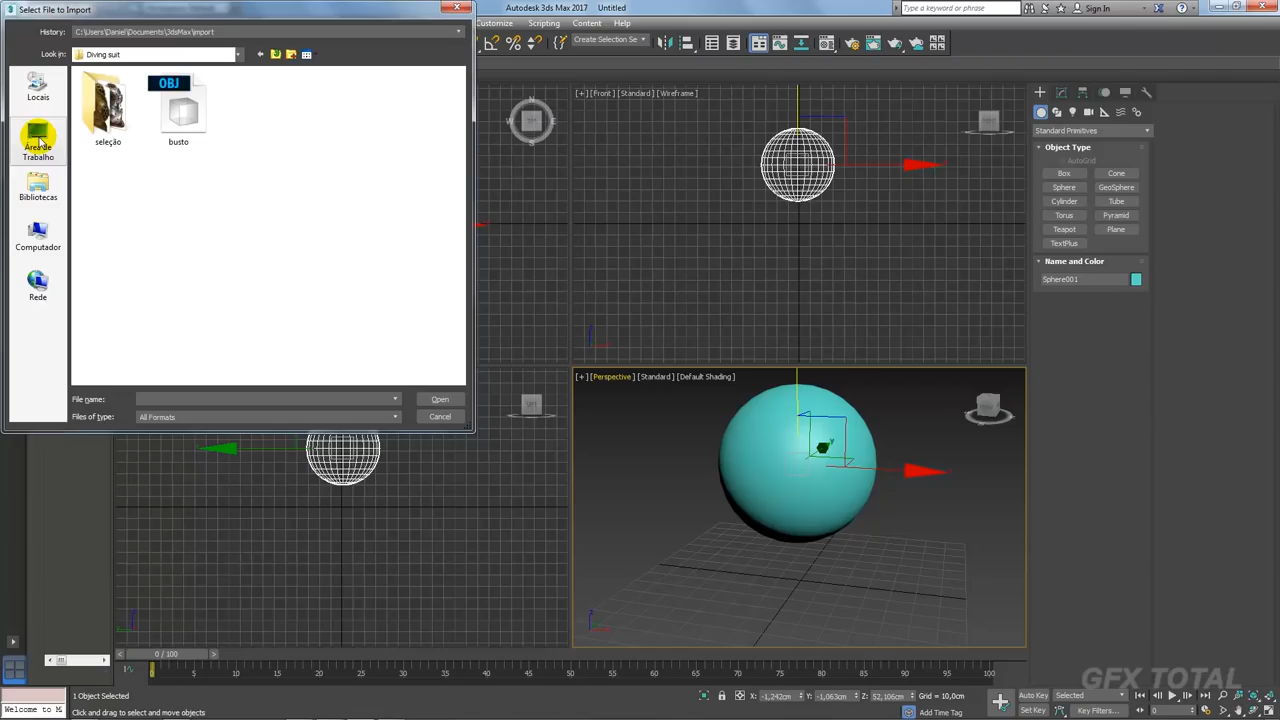 Select File to Import
Autodesk 3ds Max 2017 Untitled
Enter a keyword or phrase
Sign In
History:
C:\Users\Daniel\Documents\3dsMax\import
Customize Scripting Content Help
Look in:
Diving suit
Create Selection Se
Locais
Área de
Trabalho
Bibliotecas
Computador
Rede
OBJ
seleção
busto
File name:
Open
Files of type:
All Formats
Cancel
[+] [Front] [Standard] [Wireframe]
N
W
Standard Primitives
Object Type
AutoGrid
Box
Cone
Sphere
GeoSphere
Cylinder
Tube
Torus
Pyramid
Teapot
Plane
TextPlus
Name and Color
Sphere001
[+] [Perspective] [Standard] [Default Shading]
0 / 100
0 5 10 15 20 25 30 35 40 45 50 55 60 65 70 75 80 85 90 95 100
GFX TOTAL
1 Object Selected
X: -1,242cm
Y: -1,063cm
Z: 52,106cm
Grid = 10,0cm
Auto Key
Selected
Welcome to M
Click and drag to select and move objects
Add Time Tag
Set Key
Key Filters...
0